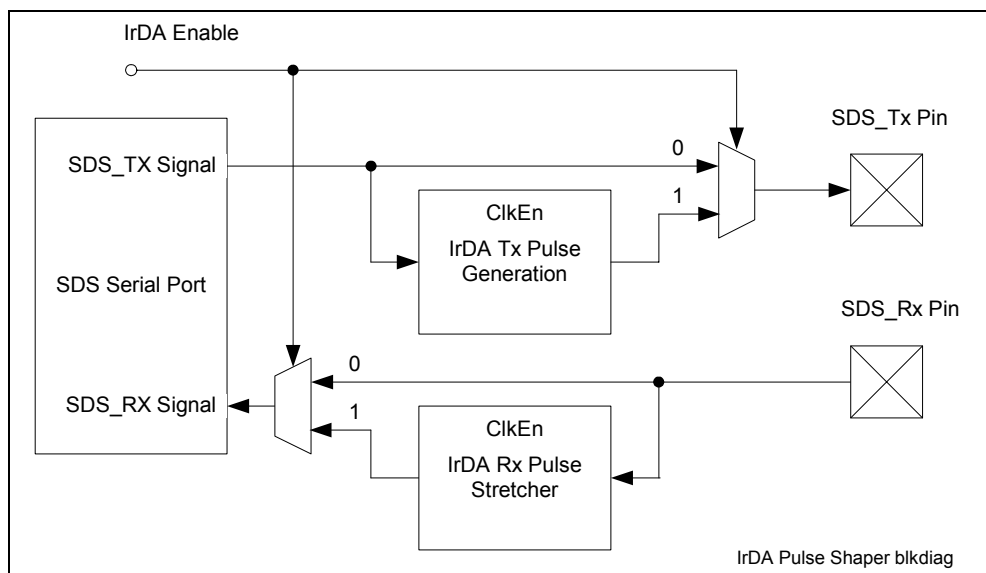 IrDA Enable
SDS_Tx Pin
0
SDS_TX Signal
1
ClkEn
IrDA Tx Pulse
Generation
SDS Serial Port
SDS_Rx Pin
0
SDS_RX Signal
1
ClkEn
IrDA Rx Pulse
Stretcher
IrDA Pulse Shaper blkdiag